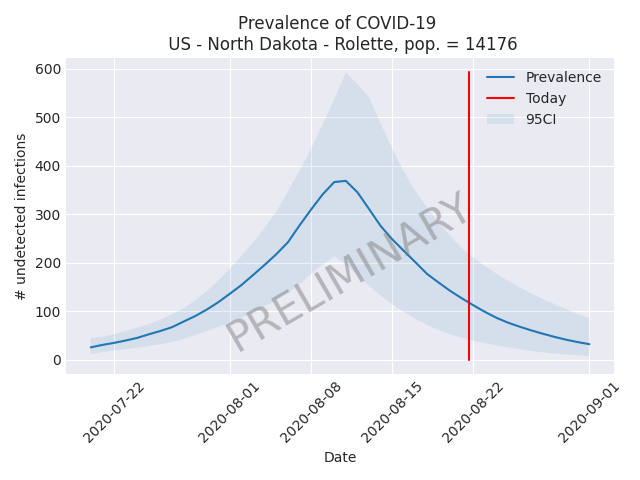 Prevalence of COVID-19
US - North Dakota - Rolette, pop. = 14176
# undetected infections
600
500
400
300
200
100
0
Prevalence
Today
95CI
PRELIMINARY
2020-07-22
2020-08-01
2020-08-08
2020-08-15
2020-08-22
2020-09-01
Date